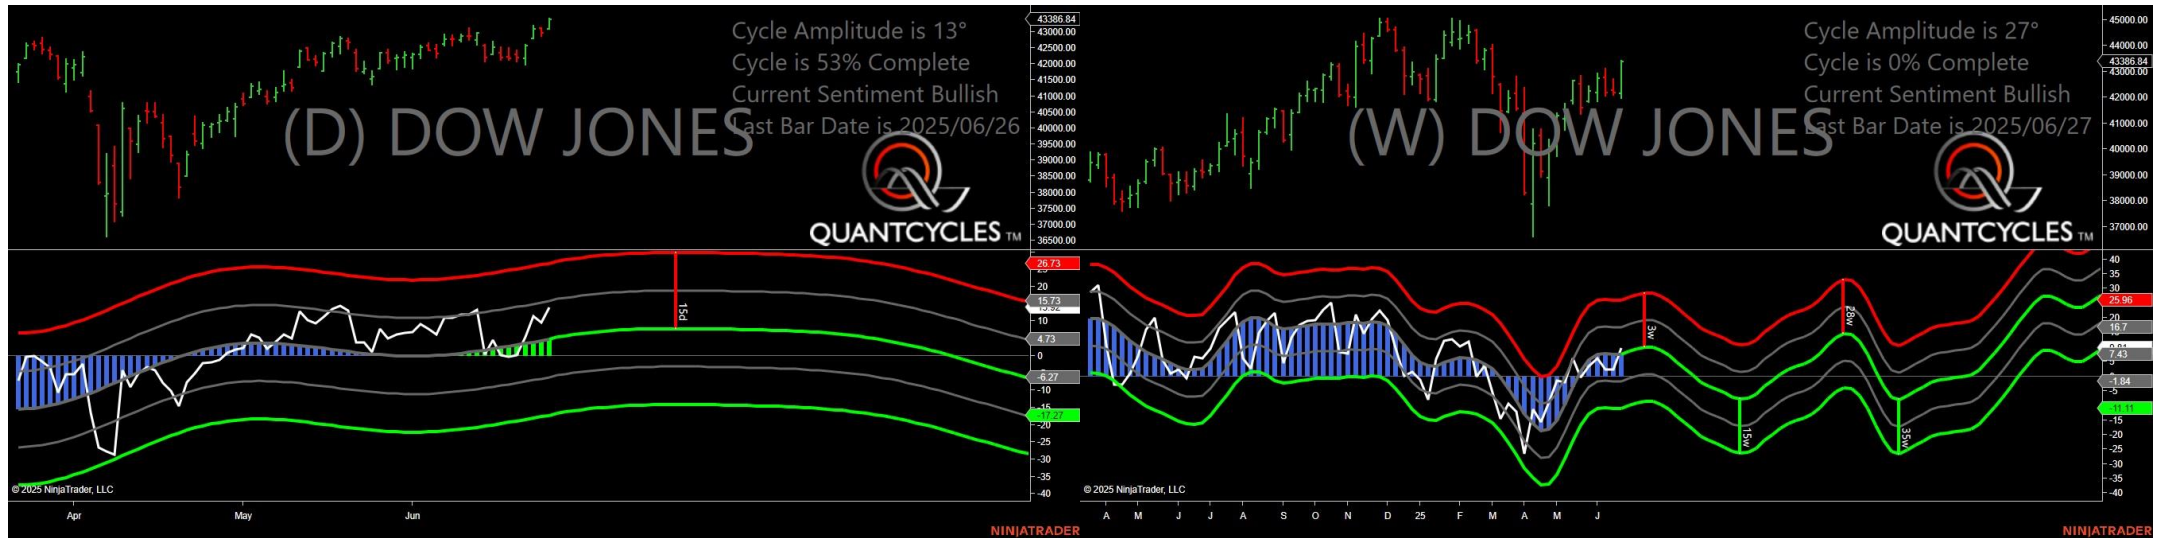 Cycle Amplitude is 13°
Cycle is 53% Complete
Current Sentiment Bullish
Last Bar Date is 2025/06/26
(D) DOW JONES
QUANTCYCLES TM
43386.84
43000.00
42500.00
42000.00
41500.00
41000.00
40500.00
40000.00
39500.00
39000.00
38500.00
38000.00
37500.00
37000.00
36500.00
15d
26.73
25
20
15.73
10
4.73
0
-6.27
-10
-15
-17.27
-20
-25
-30
-35
-40
© 2025 NinjaTrader, LLC
Apr
May
Jun
NINJATRADER
Cycle Amplitude is 27°
Cycle is 0% Complete
Current Sentiment Bullish
Last Bar Date is 2025/06/27
(W) DOW JONES
QUANTCYCLES TM
45000.00
44000.00
43386.84
43000.00
42000.00
41000.00
40000.00
39000.00
38000.00
37000.00
3w
15w
28w
35w
40
35
30
25.96
20
16.7
7.43
-1.84
-5
-11.11
-15
-20
-25
-30
-35
-40
© 2025 NinjaTrader, LLC
A M J J A S O N D 25 F M A M J
NINJATRADER